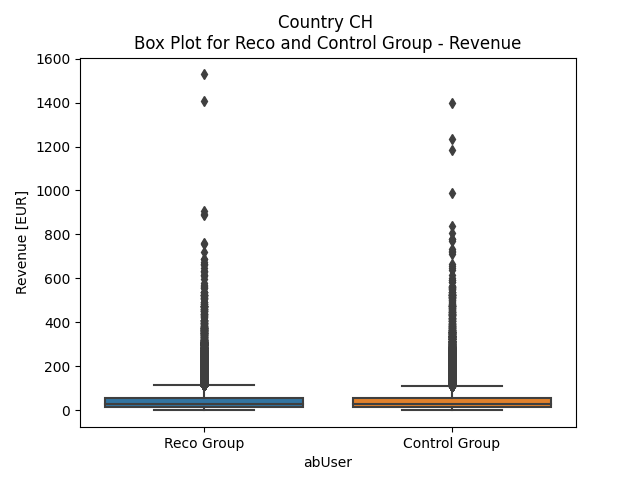 Country CH
Box Plot for Reco and Control Group - Revenue
Revenue [EUR]
1600
1400
1200
1000
800
600
400
200
0
Reco Group
Control Group
abUser